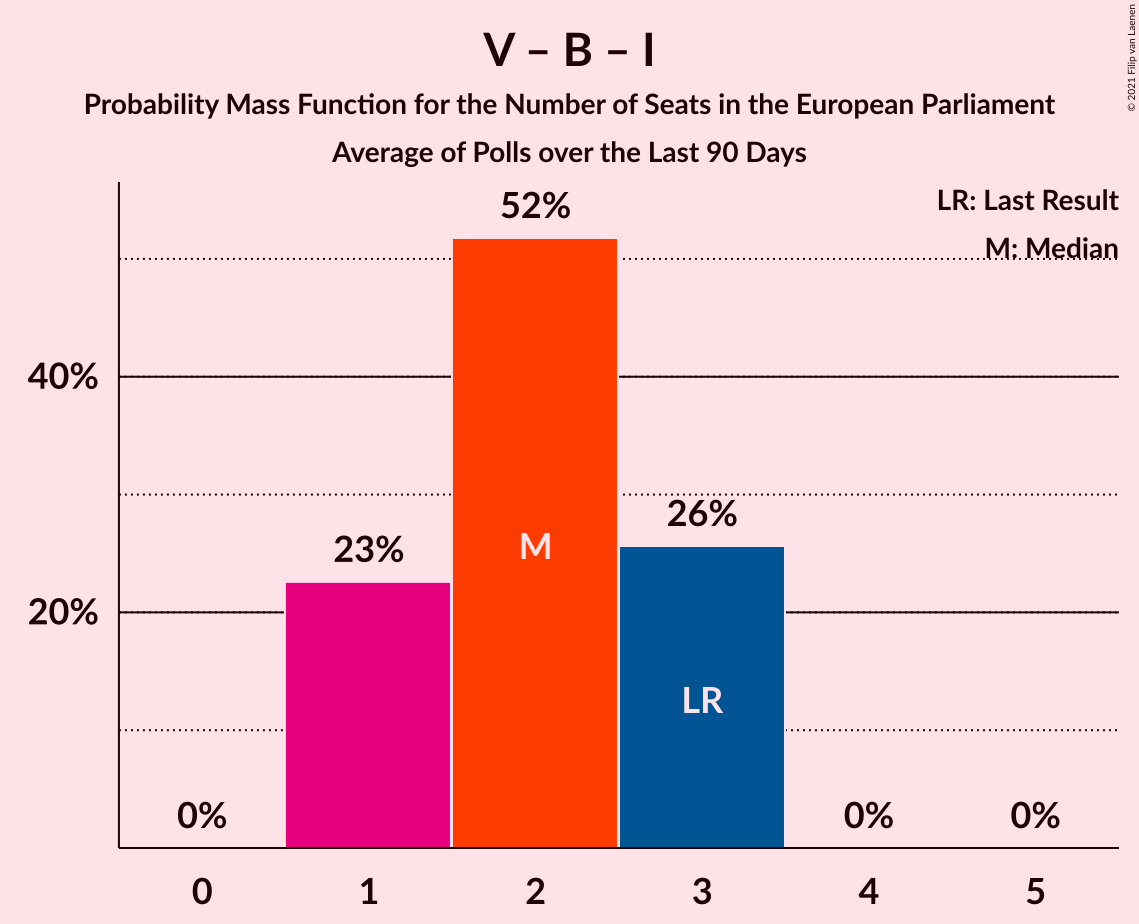 V – B – I
Probability Mass Function for the Number of Seats in the European Parliament
Average of Polls over the Last 90 Days
© 2021 Filip van Laenen
LR: Last Result
M: Median
52%
40%
26%
23%
M
20%
LR
0%
0%
0%
0
1
2
3
4
5